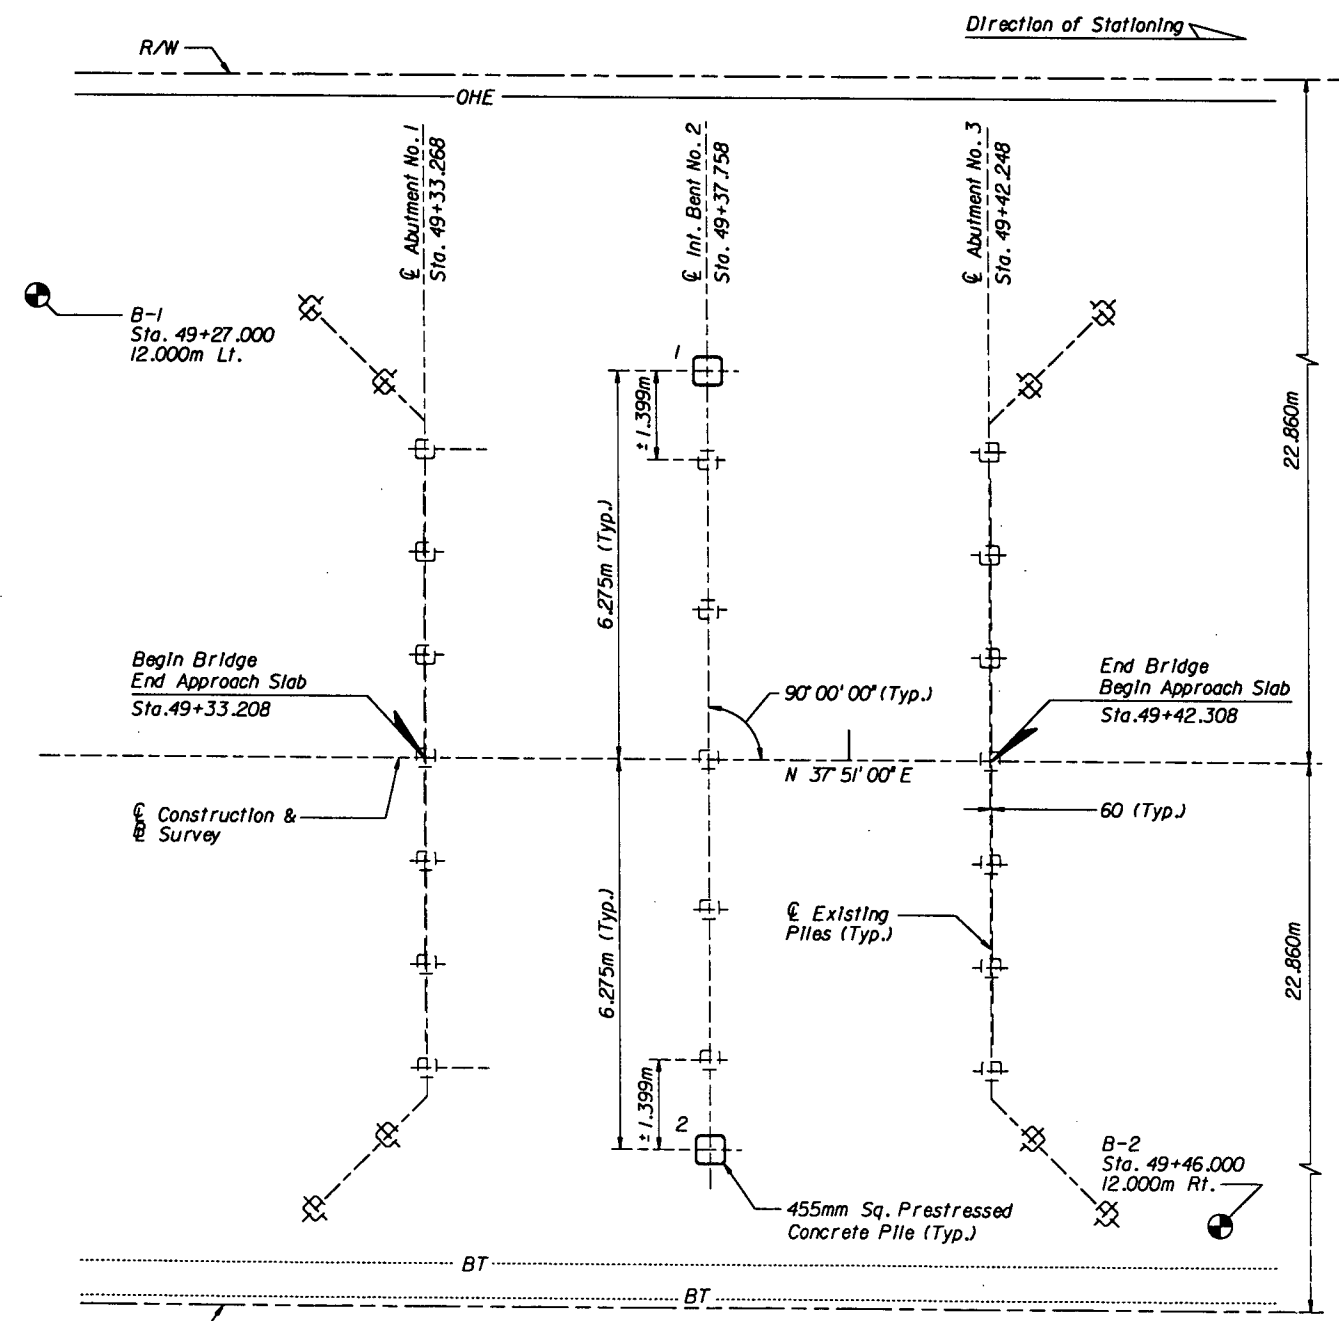 Direction of Stationing
R/W
OHE
℄ Abutment No. 1
Sta. 49+33.268
℄ Int. Bent No. 2
Sta. 49+37.758
℄ Abutment No. 3
Sta. 49+42.248
B-1
Sta. 49+27.000
12.000m Lt.
1
±1.399m
6.275m (Typ.)
22.860m
Begin Bridge
End Approach Slab
Sta.49+33.208
90°00'00" (Typ.)
End Bridge
Begin Approach Slab
Sta.49+42.308
N 37°51'00" E
℄ Construction &
Survey
60 (Typ.)
6.275m (Typ.)
℄ Existing
Piles (Typ.)
22.860m
±1.399m
2
B-2
Sta. 49+46.000
12.000m Rt.
455mm Sq. Prestressed
Concrete Pile (Typ.)
BT
BT